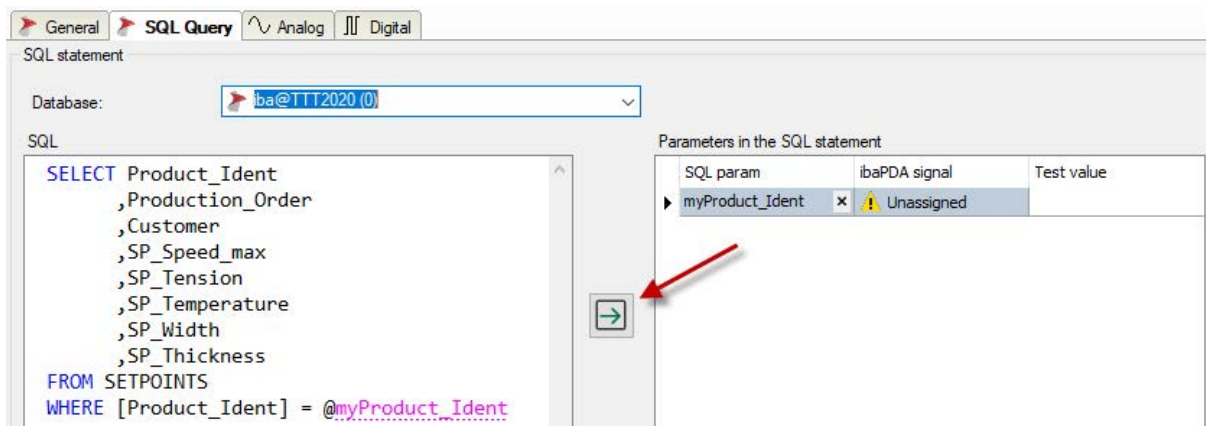 General SQL Query Analog Digital
SQL statement
Database: iba@TTT2020 (0)
SQL
SELECT Product_Ident
,Production_Order
,Customer
,SP_Speed_max
,SP_Tension
,SP_Temperature
,SP_Width
,SP_Thickness
FROM SETPOINTS
WHERE [Product_Ident] = @myProduct_Ident
Parameters in the SQL statement
SQL param ibaPDA signal Test value
myProduct_Ident Unassigned